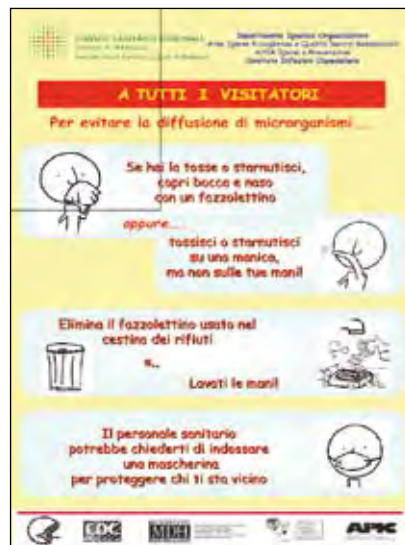 A TUTTI I VISITATORI
Per evitare la diffusione di microrganismi....
Se hai la tosse o starnutisci,
copri bocca e naso
con un fazzolettino
oppure....
tossisci o starnutisci
su una manica,
ma non sulle tue mani!
Elimina il fazzolettino usato nel
cestino dei rifiuti
e..
Lavati le mani!
Il personale sanitario
potrebbe chiederti di indossare
una mascherina
per proteggere chi ti sta vicino
CDC MDH APIC